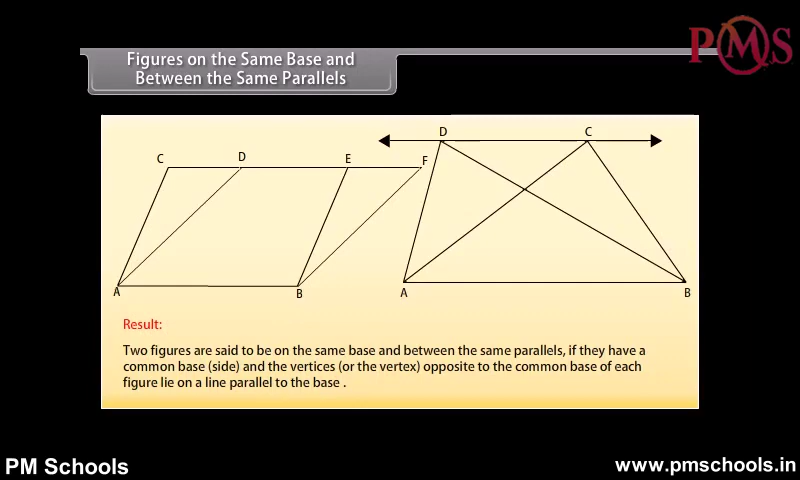 PMS
Figures on the Same Base and
Between the Same Parallels
C D E F
A B
D C
A B
Result:
Two figures are said to be on the same base and between the same parallels, if they have a
common base (side) and the vertices (or the vertex) opposite to the common base of each
figure lie on a line parallel to the base .
PM Schools
www.pmschools.in